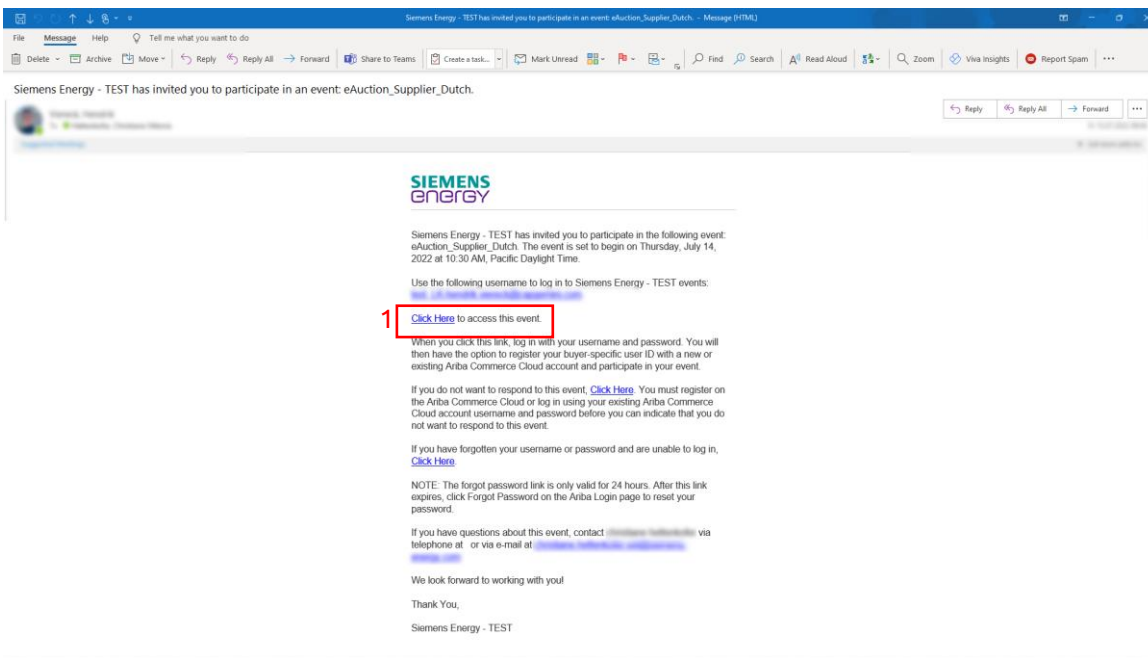 Siemens Energy - TEST has invited you to participate in an event: eAuction_Supplier_Dutch. - Message (HTML)
File Message Help Tell me what you want to do
Delete Archive Move Reply Reply All Forward Share to Teams Create a task... Mark Unread Find Search Read Aloud Zoom Viva Insights Report Spam
Siemens Energy - TEST has invited you to participate in an event: eAuction_Supplier_Dutch.
Reply Reply All Forward
SIEMENS
energy
Siemens Energy - TEST has invited you to participate in the following event:
eAuction_Supplier_Dutch. The event is set to begin on Thursday, July 14,
2022 at 10:30 AM, Pacific Daylight Time.
Use the following username to log in to Siemens Energy - TEST events:
1 Click Here to access this event.
When you click this link, log in with your username and password. You will
then have the option to register your buyer-specific user ID with a new or
existing Ariba Commerce Cloud account and participate in your event.
If you do not want to respond to this event, Click Here. You must register on
the Ariba Commerce Cloud or log in using your existing Ariba Commerce
Cloud account username and password before you can indicate that you do
not want to respond to this event.
If you have forgotten your username or password and are unable to log in,
Click Here.
NOTE: The forgot password link is only valid for 24 hours. After this link
expires, click Forgot Password on the Ariba Login page to reset your
password.
If you have questions about this event, contact via
telephone at or via e-mail at
We look forward to working with you!
Thank You,
Siemens Energy - TEST